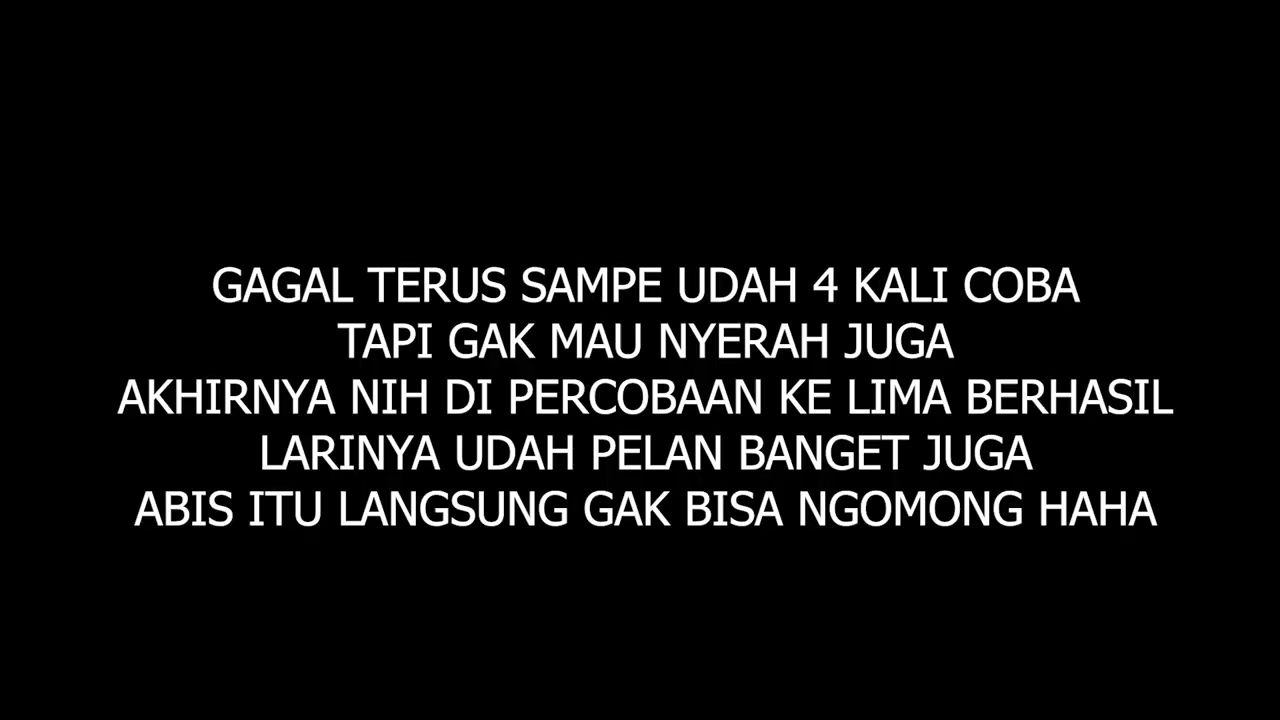 GAGAL TERUS SAMPE UDAH 4 KALI COBA
TAPI GAK MAU NYERAH JUGA
AKHIRNYA NIH DI PERCOBAAN KE LIMA BERHASIL
LARINYA UDAH PELAN BANGET JUGA
ABIS ITU LANGSUNG GAK BISA NGOMONG HAHA